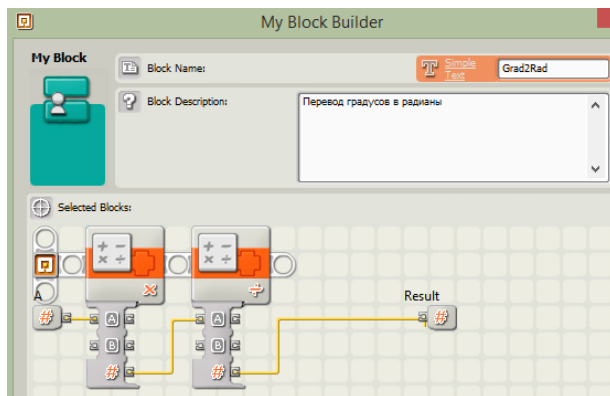 My Block Builder
My Block
Block Name:
Simple Text
Grad2Rad
Block Description:
Перевод градусов в радианы
Selected Blocks:
A
Result
A
A
B
B